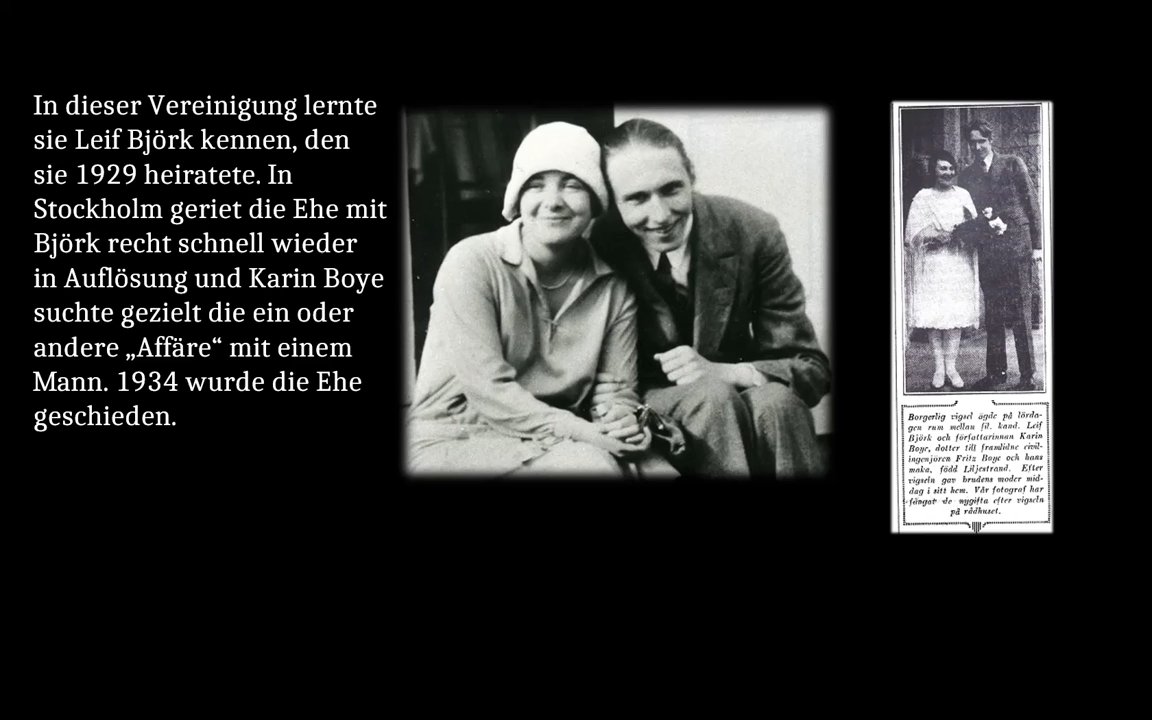 In dieser Vereinigung lernte
sie Leif Björk kennen, den
sie 1929 heiratete. In
Stockholm geriet die Ehe mit
Björk recht schnell wieder
in Auflösung und Karin Boye
suchte gezielt die ein oder
andere „Affäre“ mit einem
Mann. 1934 wurde die Ehe
geschieden.
Borgerlig vigsel ägde på lörda-
gen rum mellan fil. kand. Leif
Björk och författarinnan Karin
Boye, dotter till framlidne civil-
ingenjören Fritz Boye och hans
maka, född Liljestrand. Efter
vigseln gav brudens moder mid-
dag i sitt hem. Vår fotograf har
fångat de nygifta efter vigseln
på rådhuset.